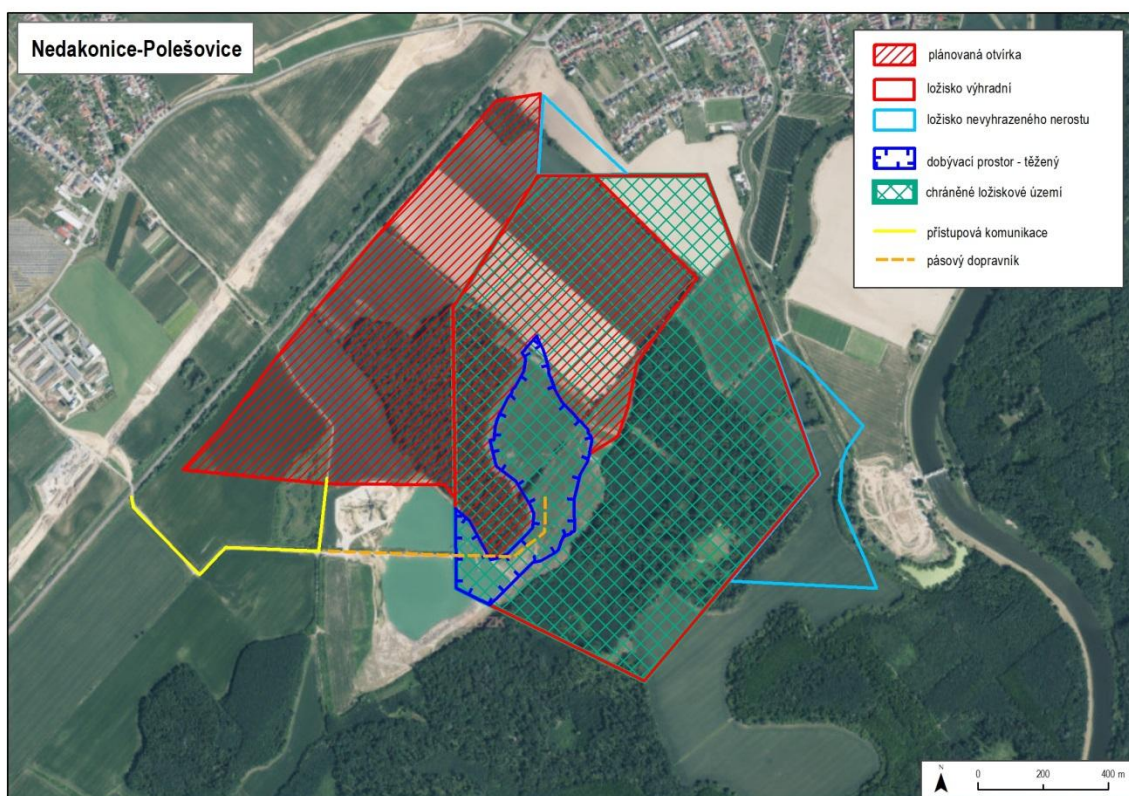 Nedakonice-Polešovice
plánovaná otvírka
ložisko výhradní
ložisko nevyhrazeného nerostu
dobývací prostor - těžený
chráněné ložiskové území
přístupová komunikace
pásový dopravník
N
0 200 400 m